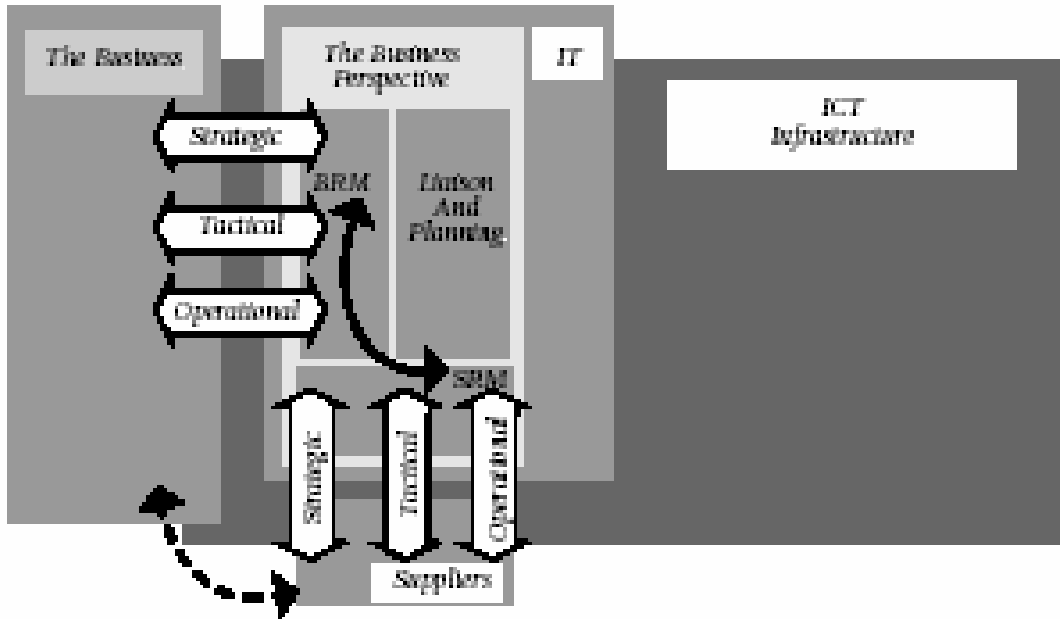 The Business
The Business
Perspective
IT
ICT
Infrastructure
Strategic
BRM
Liaison
And
Planning
Tactical
Operational
SRM
Strategic
Tactical
Operational
Suppliers